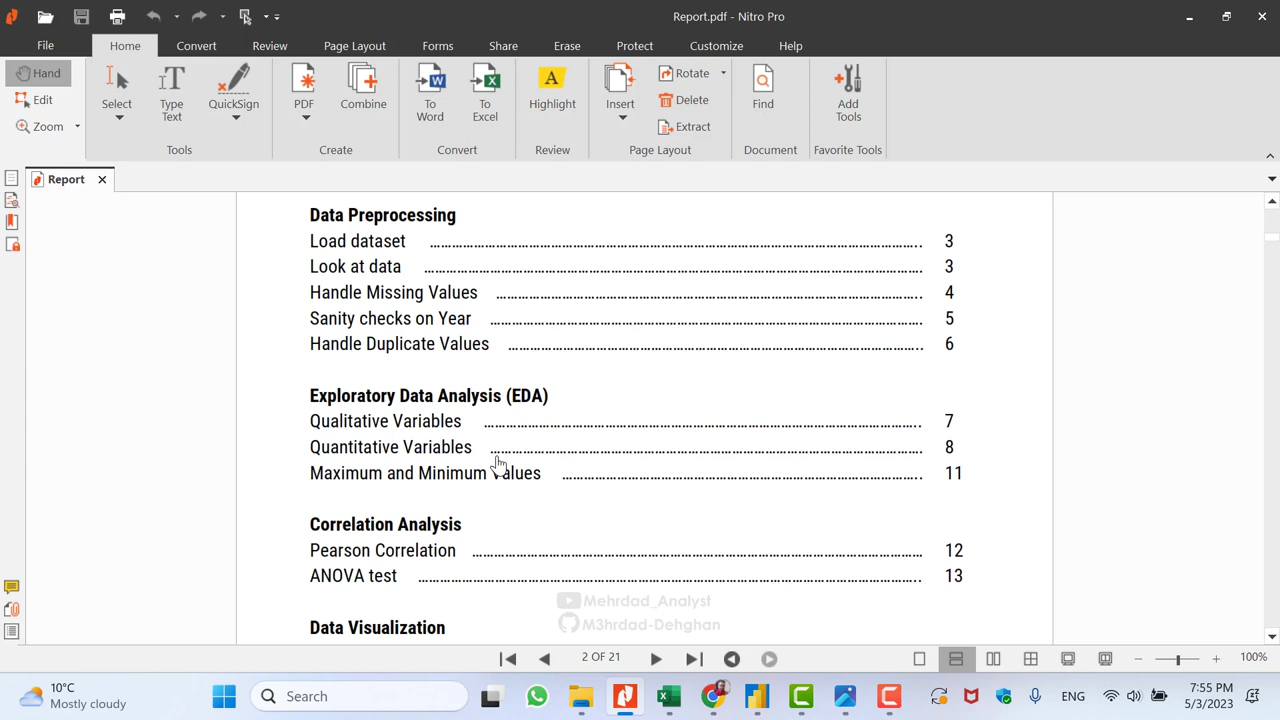 Report.pdf - Nitro Pro
File Home Convert Review Page Layout Forms Share Erase Protect Customize Help
Hand
Edit
Zoom
Select
Type Text
QuickSign
Tools
PDF
Combine
Create
To Word
To Excel
Convert
Highlight
Review
Insert
Rotate
Delete
Extract
Page Layout
Find
Document
Add Tools
Favorite Tools
Report
Data Preprocessing
Load dataset ........................................ 3
Look at data ........................................ 3
Handle Missing Values ........................................ 4
Sanity checks on Year ........................................ 5
Handle Duplicate Values ........................................ 6
Exploratory Data Analysis (EDA)
Qualitative Variables ........................................ 7
Quantitative Variables ........................................ 8
Maximum and Minimum Values ........................................ 11
Correlation Analysis
Pearson Correlation ........................................ 12
ANOVA test ........................................ 13
Mehrdad_Analyst
M3hrdad-Dehghan
Data Visualization
2 OF 21
100%
10°C
Mostly cloudy
Search
ENG
7:55 PM
5/3/2023